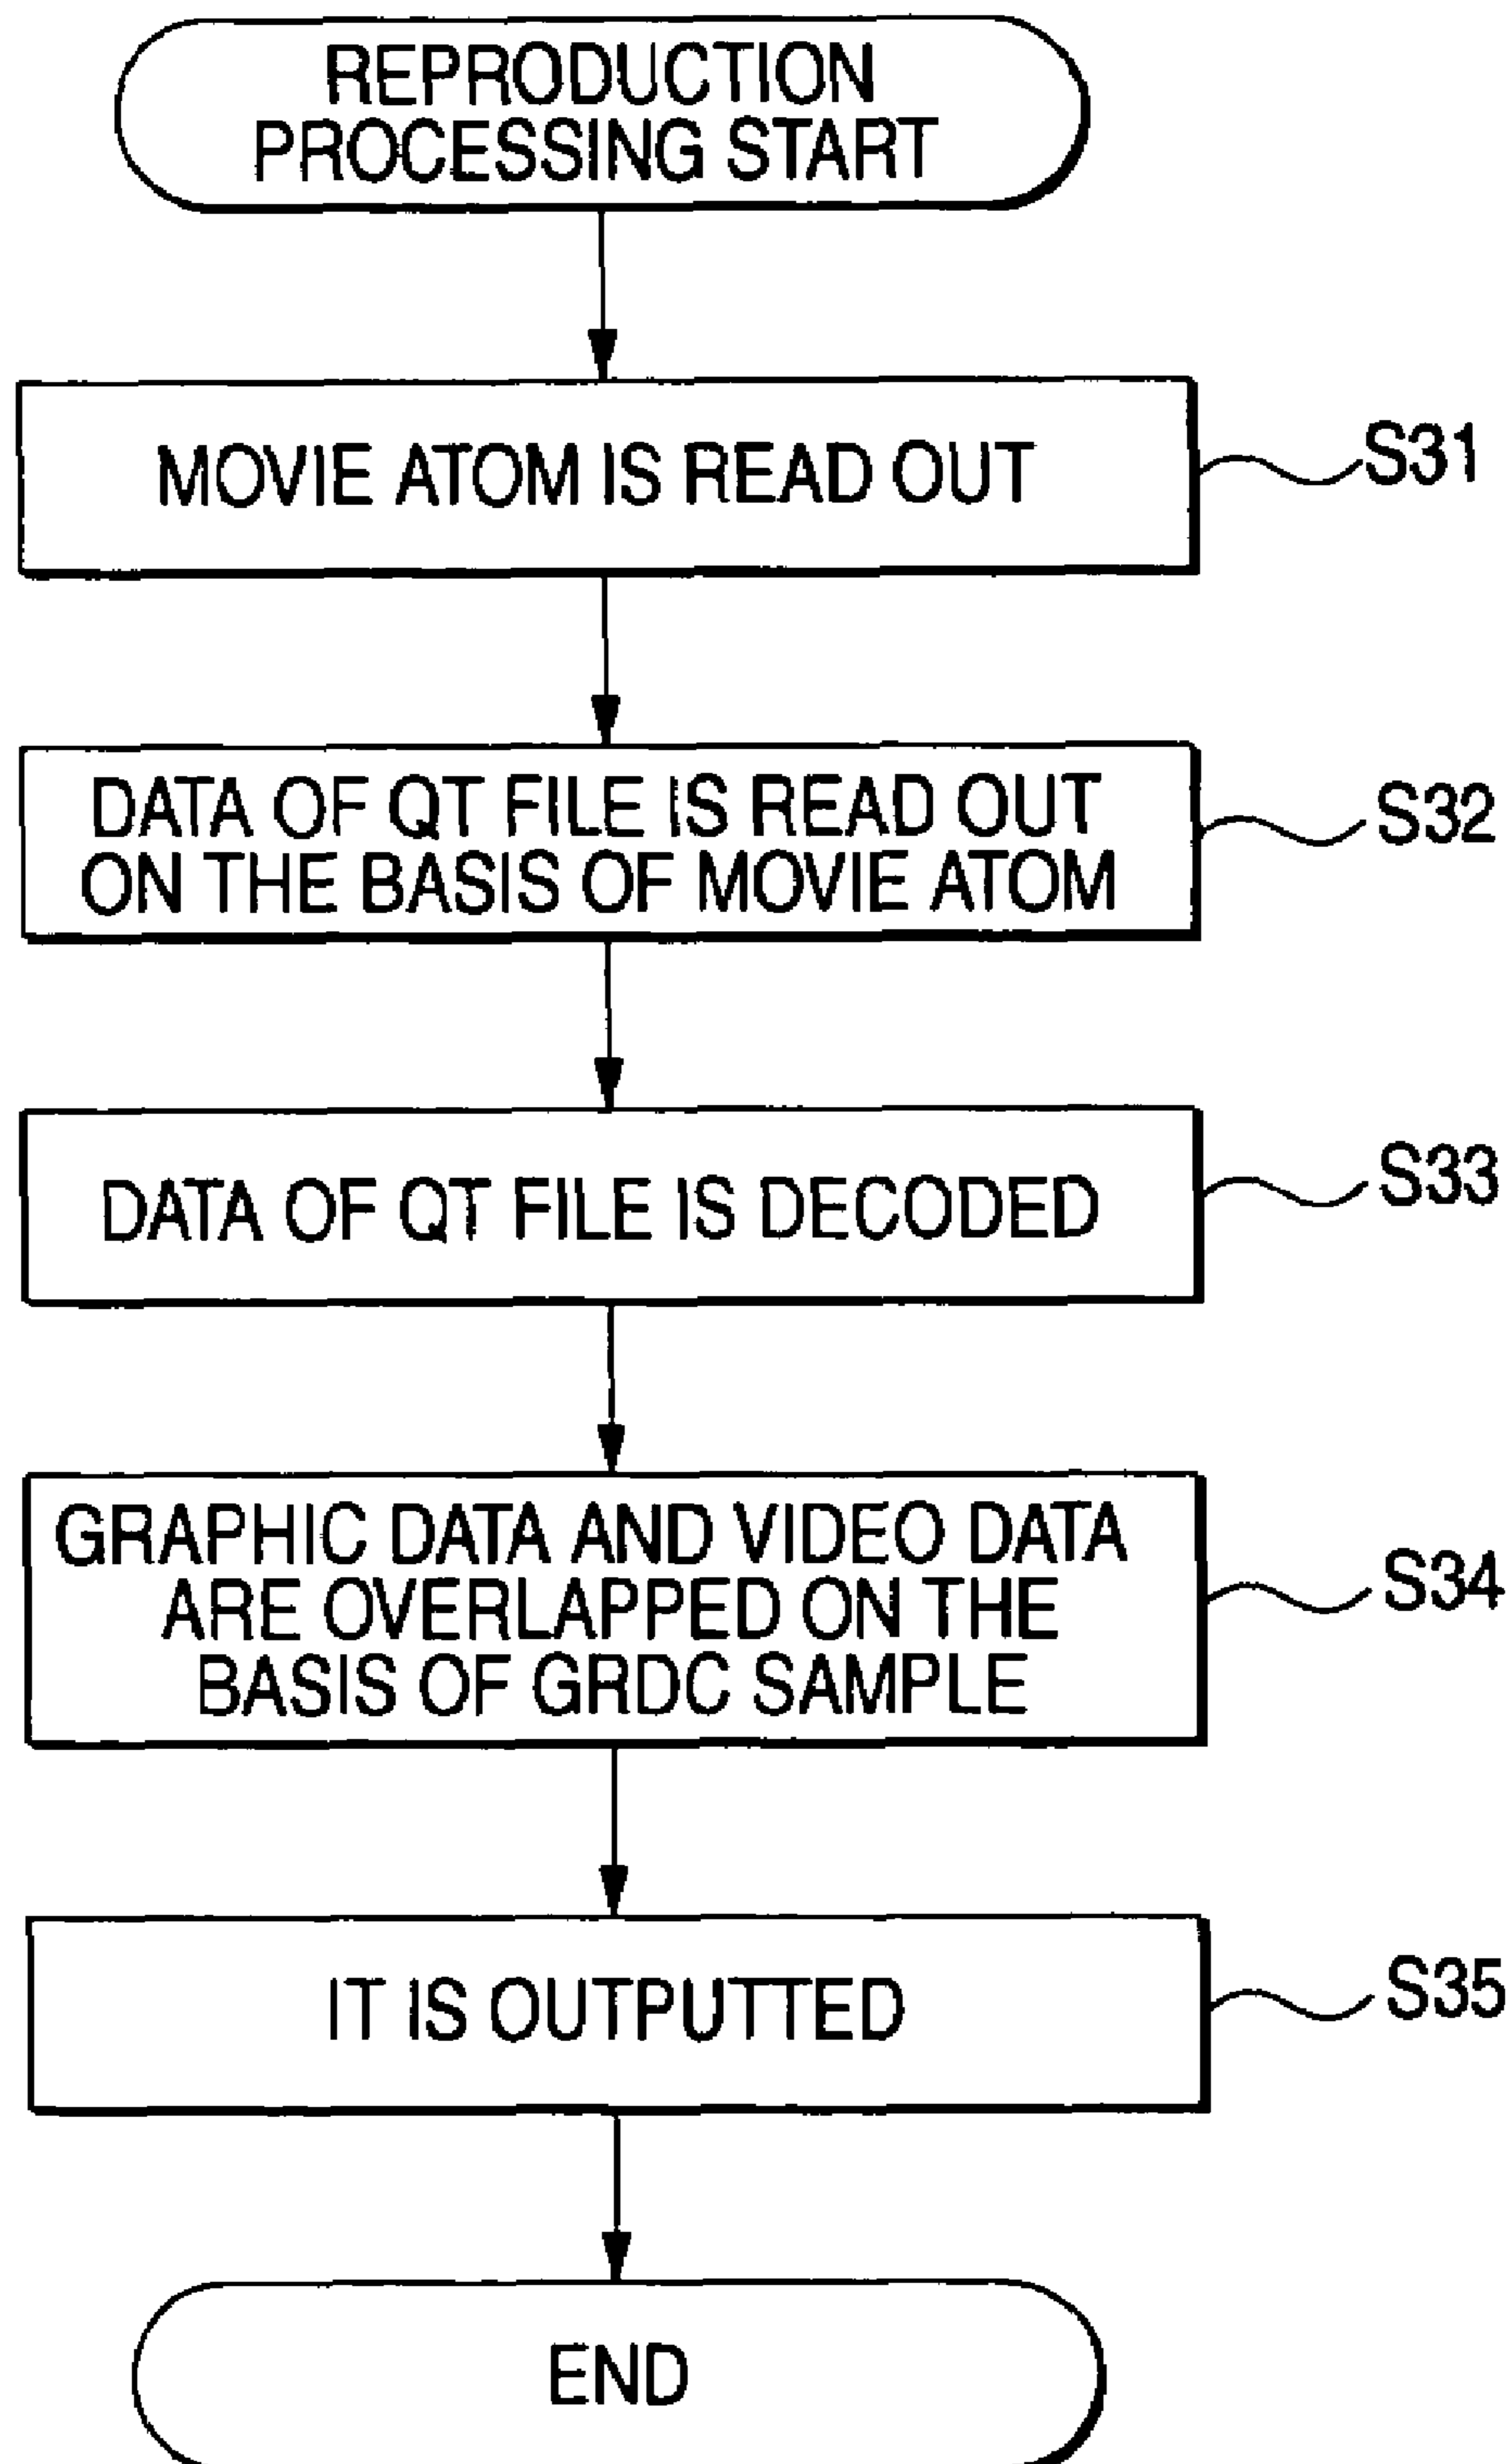 REPRODUCTION
PROCESSING START
MOVIE ATOM IS READ OUT
S31
DATA OF QT FILE IS READ OUT
ON THE BASIS OF MOVIE ATOM
S32
DATA OF QT FILE IS DECODED
S33
GRAPHIC DATA AND VIDEO DATA
ARE OVERLAPPED ON THE
BASIS OF GRDC SAMPLE
S34
IT IS OUTPUTTED
S35
END